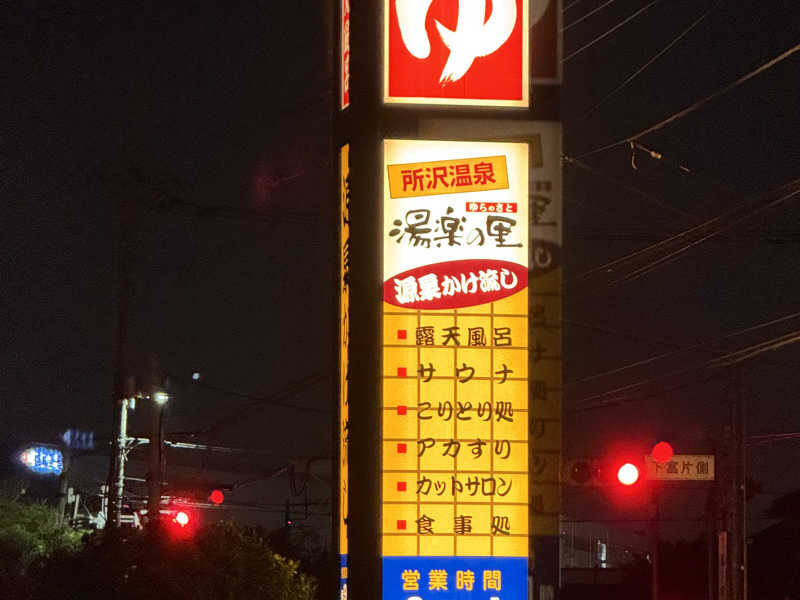 ゆ
所沢温泉
ゆらのさと
湯楽の里
源泉かけ流し
露天風呂
サウナ
こりとり処
アカすり
カットサロン
食事処
営業時間
下富片側